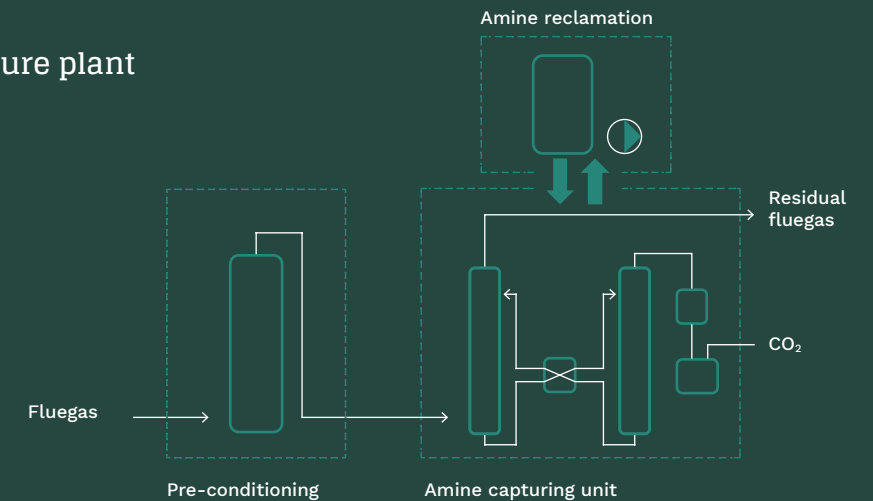 Amine reclamation
ure plant
Residual
fluegas
CO₂
Fluegas
Pre-conditioning
Amine capturing unit